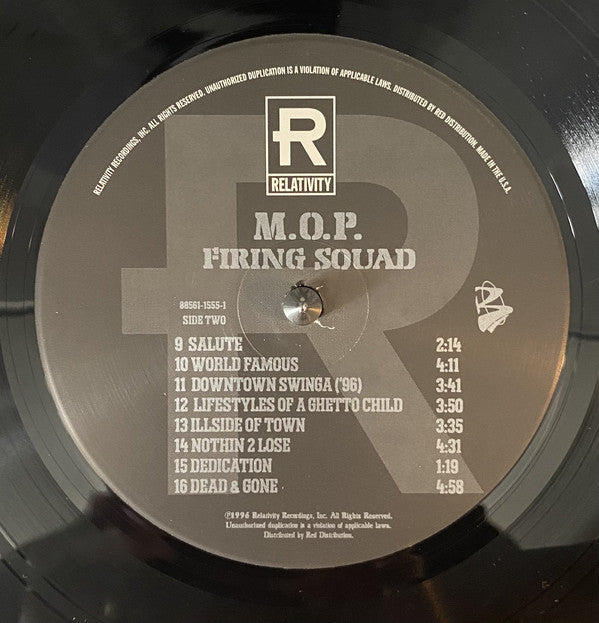 RELATIVITY RECORDINGS, INC. ALL RIGHTS RESERVED. UNAUTHORIZED DUPLICATION IS A VIOLATION OF APPLICABLE LAWS. DISTRIBUTED BY RED DISTRIBUTION. MADE IN THE U.S.A.
R
RELATIVITY
M.O.P.
FIRING SQUAD
88561-1555-1
SIDE TWO
9 SALUTE 2:14
10 WORLD FAMOUS 4:11
11 DOWNTOWN SWINGA ('96) 3:41
12 LIFESTYLES OF A GHETTO CHILD 3:50
13 ILLSIDE OF TOWN 3:35
14 NOTHIN 2 LOSE 4:31
15 DEDICATION 1:19
16 DEAD & GONE 4:58
℗1996 Relativity Recordings, Inc. All Rights Reserved.
Unauthorized duplication is a violation of applicable laws.
Distributed by Red Distribution.